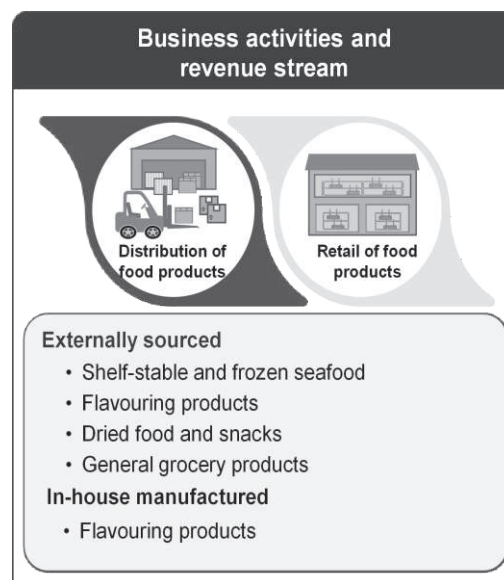 Business activities and
revenue stream
Distribution of
food products
Retail of food
products
Externally sourced
• Shelf-stable and frozen seafood
• Flavouring products
• Dried food and snacks
• General grocery products
In-house manufactured
• Flavouring products